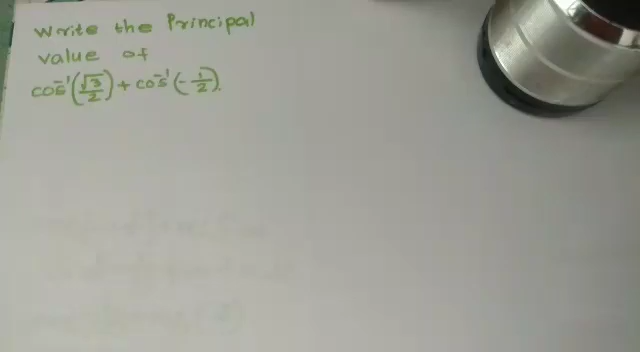 Write the Principal
value of
cos⁻¹(√3/2) + cos⁻¹(-1/2).